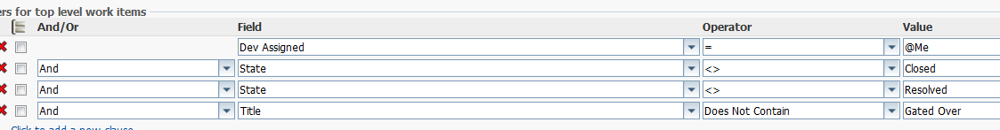 ers for top level work items
And/Or Field Operator Value
Dev Assigned = @Me
And State <> Closed
And State <> Resolved
And Title Does Not Contain Gated Over
Click to add a new clause